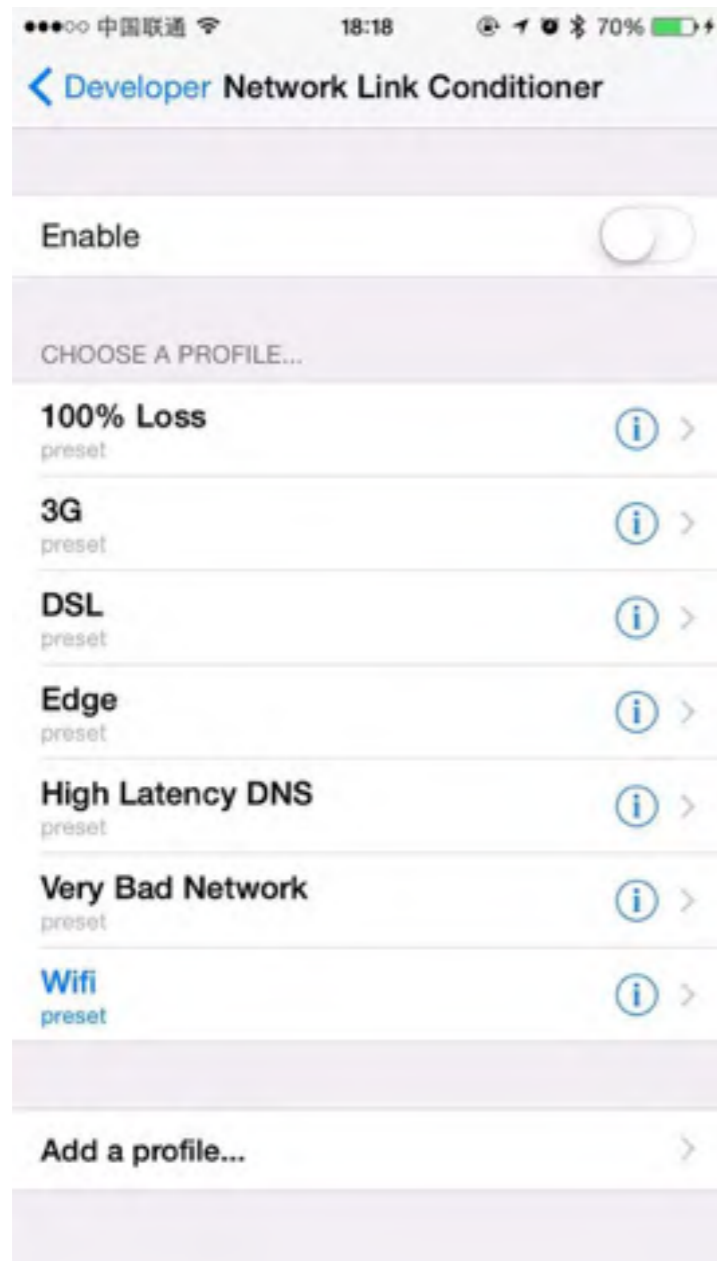 中国联通 18:18 70%
Developer Network Link Conditioner
Enable
CHOOSE A PROFILE...
100% Loss
preset
3G
preset
DSL
preset
Edge
preset
High Latency DNS
preset
Very Bad Network
preset
Wifi
preset
Add a profile...